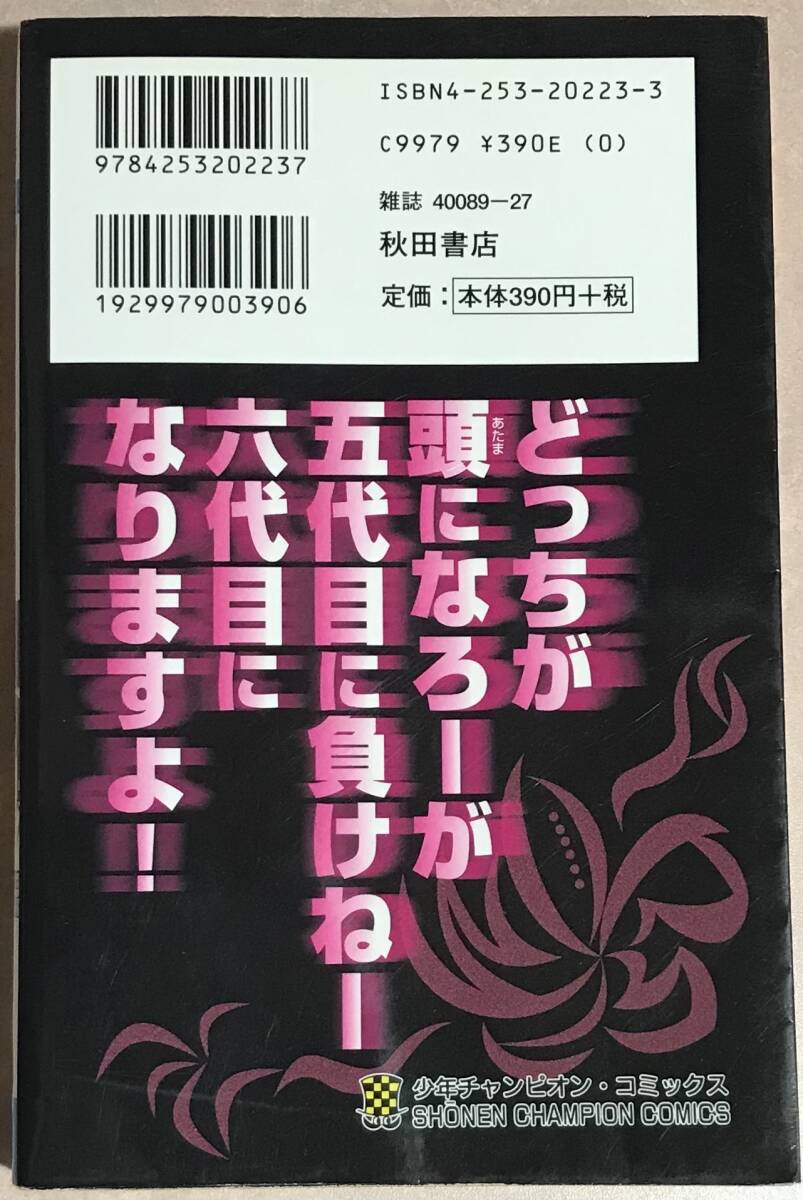 ISBN4-253-20223-3
9784253202237
C9979 ¥390E (0)
雑誌 40089-27
秋田書店
1929979003906
定価：本体390円+税
どっちが
頭になろーが
あたま
五代目に負けねー
六代目に
なりますよ！
少年チャンピオン・コミックス
SHŌNEN CHAMPION COMICS